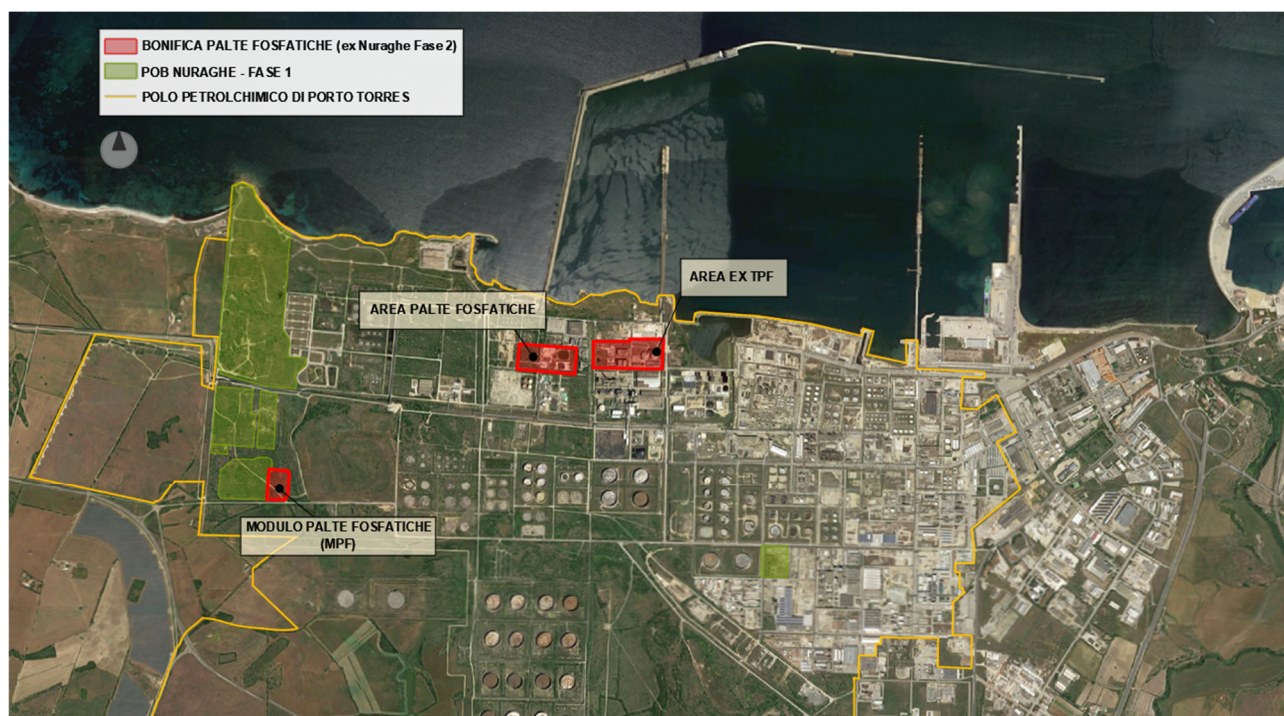 BONIFICA PALTE FOSFATICHE (ex Nuraghe Fase 2)
POB NURAGHE - FASE 1
POLO PETROLCHIMICO DI PORTO TORRES
AREA EX TPF
AREA PALTE FOSFATICHE
MODULO PALTE FOSFATICHE
(MPF)